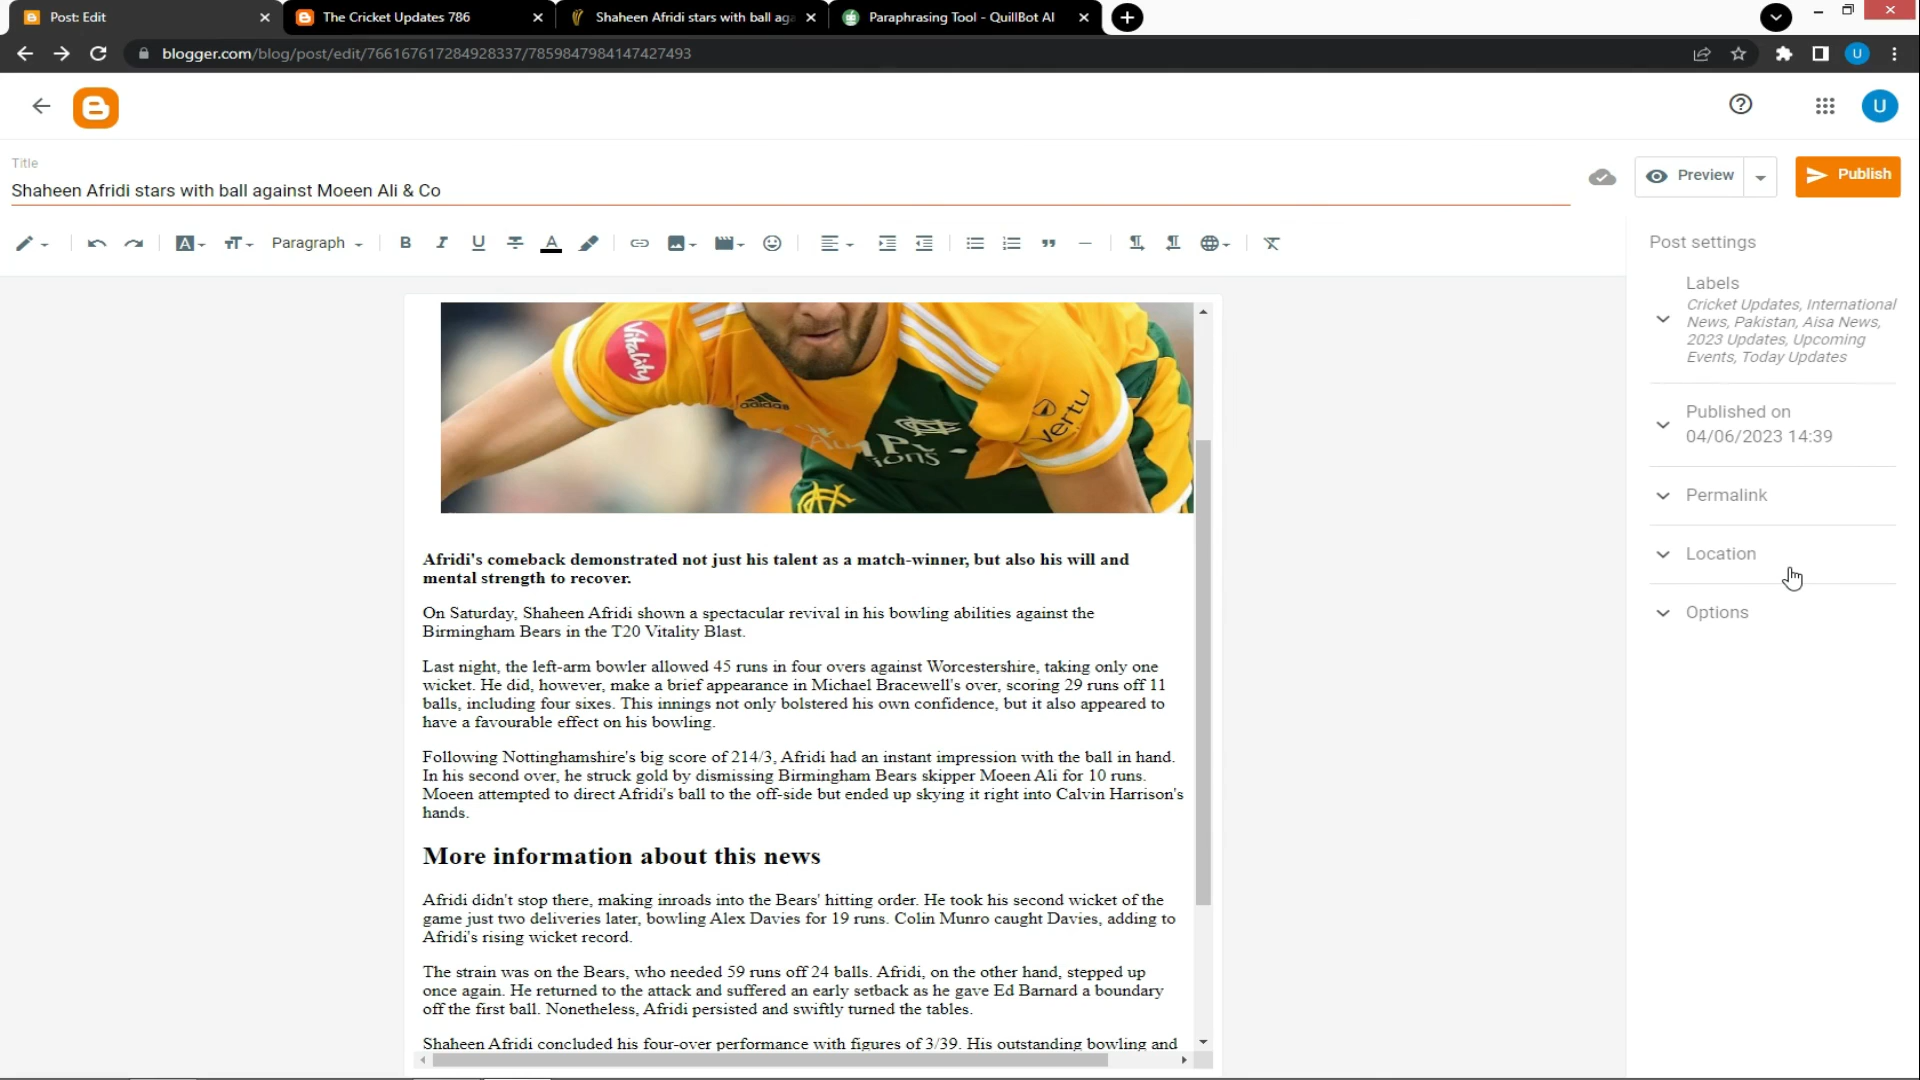 Post: Edit
The Cricket Updates 786
Shaheen Afridi stars with ball aga
Paraphrasing Tool - QuillBot AI
blogger.com/blog/post/edit/766167617284928337/7859847984147427493
U
U
Title
Shaheen Afridi stars with ball against Moeen Ali & Co
Preview
Publish
Paragraph
B I U A
Post settings
Labels
Cricket Updates, International
News, Pakistan, Aisa News,
2023 Updates, Upcoming
Events, Today Updates
Published on
04/06/2023 14:39
Permalink
Location
Options
Vitality
adidas
vertu
Afridi's comeback demonstrated not just his talent as a match-winner, but also his will and
mental strength to recover.
On Saturday, Shaheen Afridi shown a spectacular revival in his bowling abilities against the
Birmingham Bears in the T20 Vitality Blast.
Last night, the left-arm bowler allowed 45 runs in four overs against Worcestershire, taking only one
wicket. He did, however, make a brief appearance in Michael Bracewell's over, scoring 29 runs off 11
balls, including four sixes. This innings not only bolstered his own confidence, but it also appeared to
have a favourable effect on his bowling.
Following Nottinghamshire's big score of 214/3, Afridi had an instant impression with the ball in hand.
In his second over, he struck gold by dismissing Birmingham Bears skipper Moeen Ali for 10 runs.
Moeen attempted to direct Afridi's ball to the off-side but ended up skying it right into Calvin Harrison's
hands.
More information about this news
Afridi didn't stop there, making inroads into the Bears' hitting order. He took his second wicket of the
game just two deliveries later, bowling Alex Davies for 19 runs. Colin Munro caught Davies, adding to
Afridi's rising wicket record.
The strain was on the Bears, who needed 59 runs off 24 balls. Afridi, on the other hand, stepped up
once again. He returned to the attack and suffered an early setback as he gave Ed Barnard a boundary
off the first ball. Nonetheless, Afridi persisted and swiftly turned the tables.
Shaheen Afridi concluded his four-over performance with figures of 3/39. His outstanding bowling and